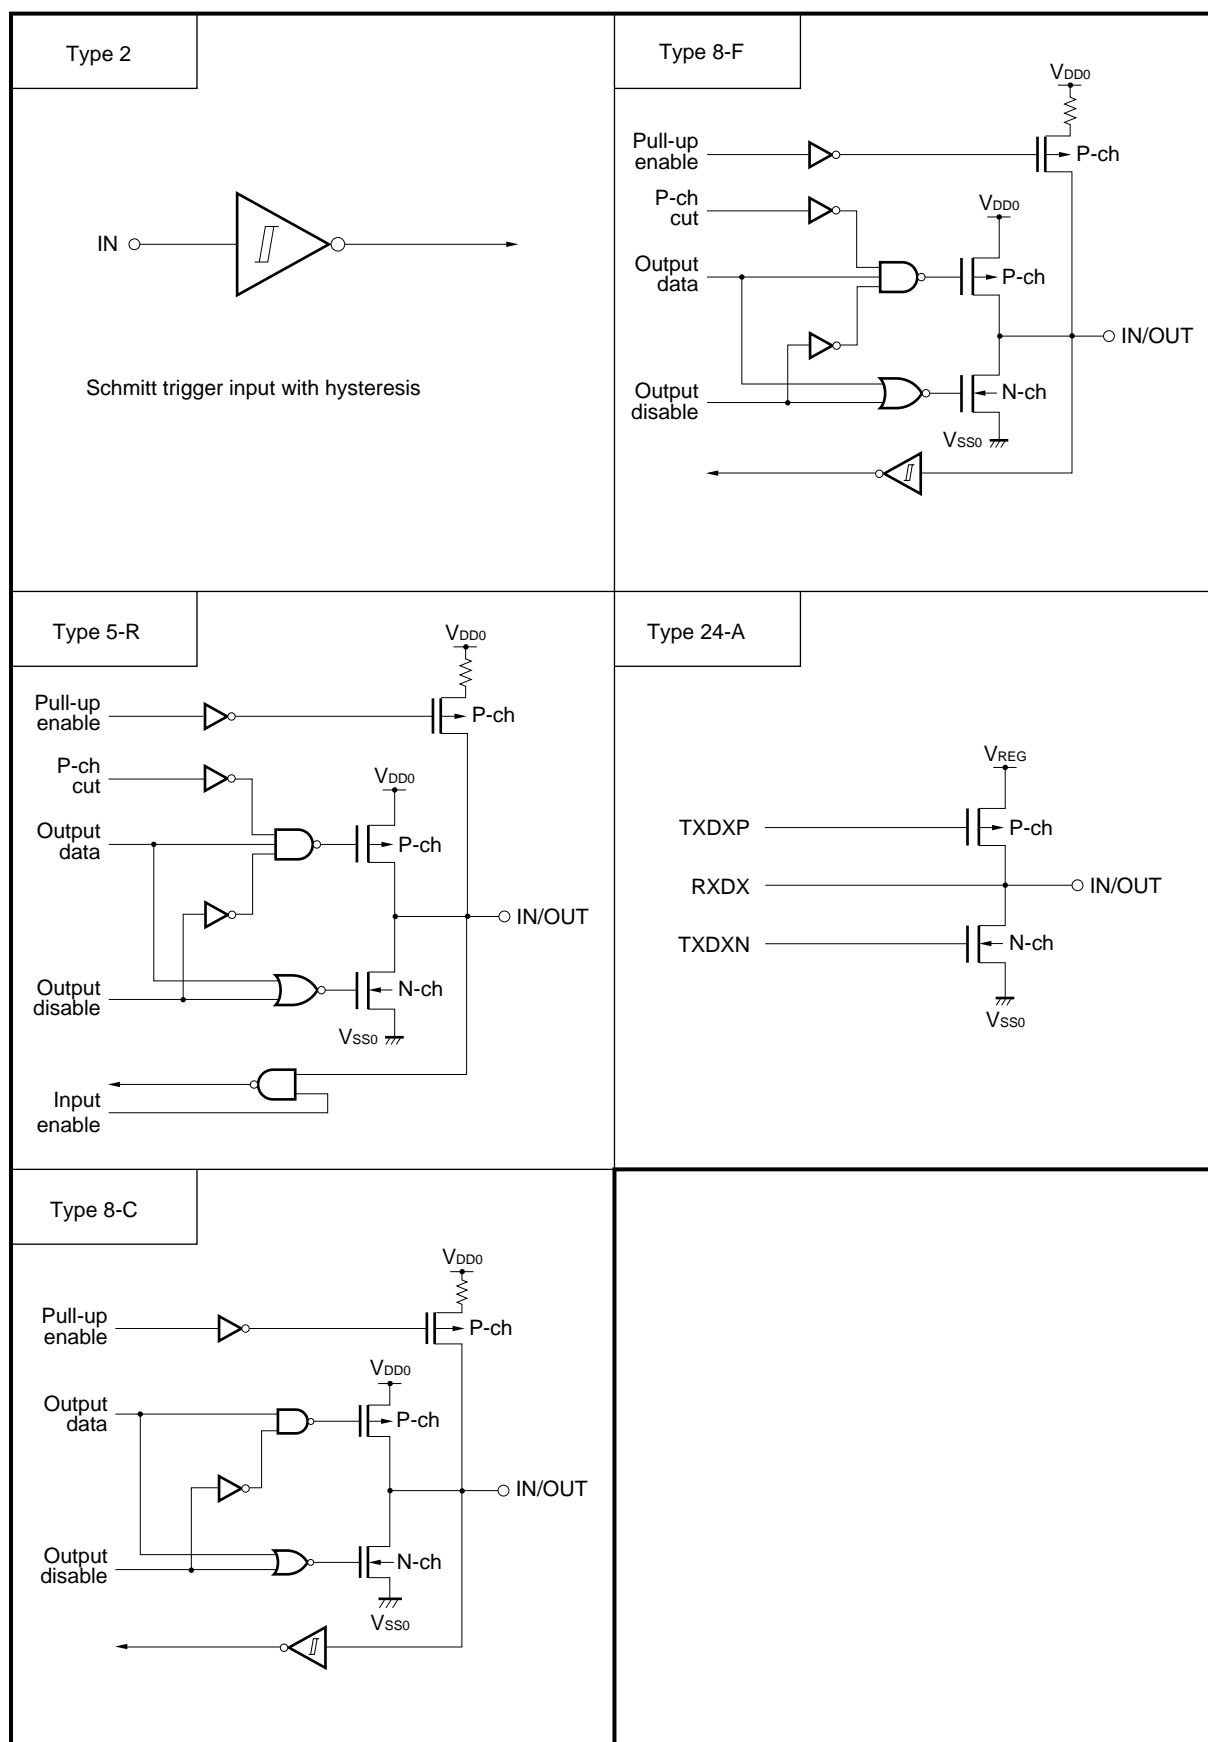 Type 2
IN
Schmitt trigger input with hysteresis
Type 8-F
VDD0
Pull-up
enable
P-ch
P-ch
cut
VDD0
Output
data
P-ch
IN/OUT
Output
disable
N-ch
VSS0
Type 5-R
VDD0
Pull-up
enable
P-ch
P-ch
cut
VDD0
Output
data
P-ch
IN/OUT
Output
disable
N-ch
VSS0
Input
enable
Type 24-A
VREG
TXDXP
P-ch
RXDX
IN/OUT
TXDXN
N-ch
VSS0
Type 8-C
VDD0
Pull-up
enable
P-ch
VDD0
Output
data
P-ch
IN/OUT
Output
disable
N-ch
VSS0